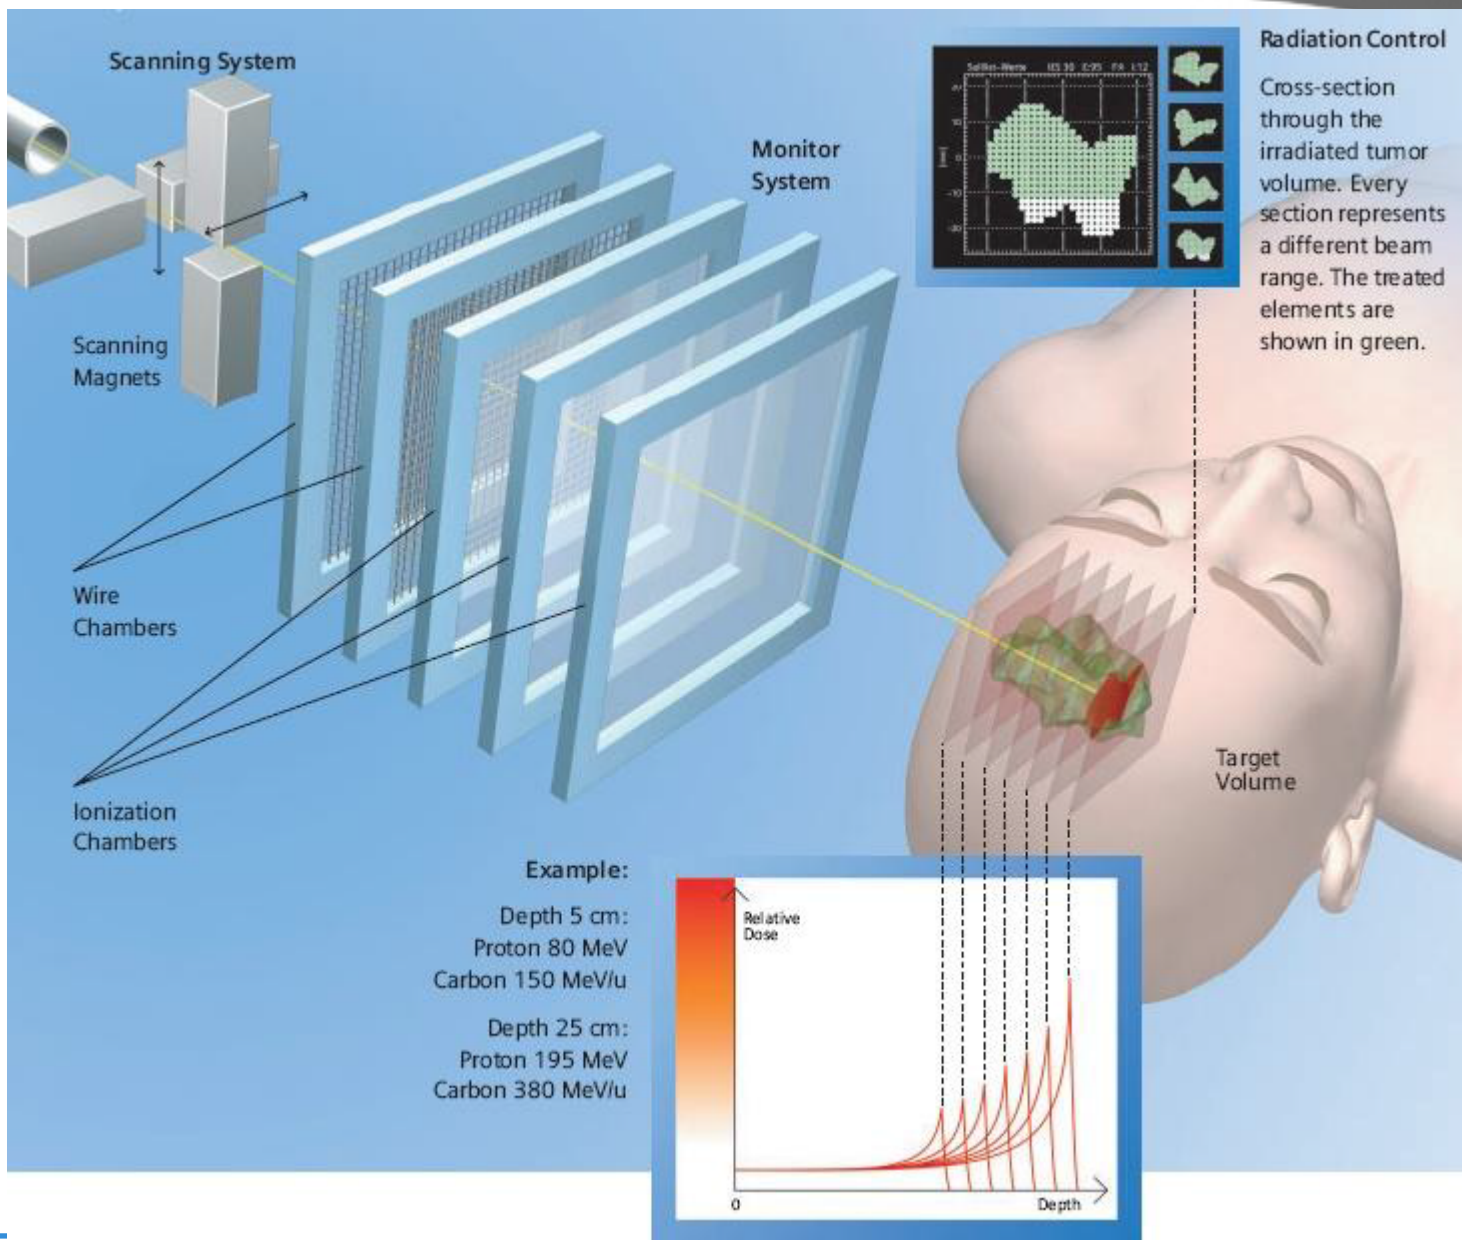 Scanning System
Scanning
Magnets
Monitor
System
Wire
Chambers
Ionization
Chambers
Radiation Control
Cross-section
through the
irradiated tumor
volume. Every
section represents
a different beam
range. The treated
elements are
shown in green.
Target
Volume
Example:
Depth 5 cm:
Proton 80 MeV
Carbon 150 MeV/u
Depth 25 cm:
Proton 195 MeV
Carbon 380 MeV/u
Relative
Dose
0
Depth